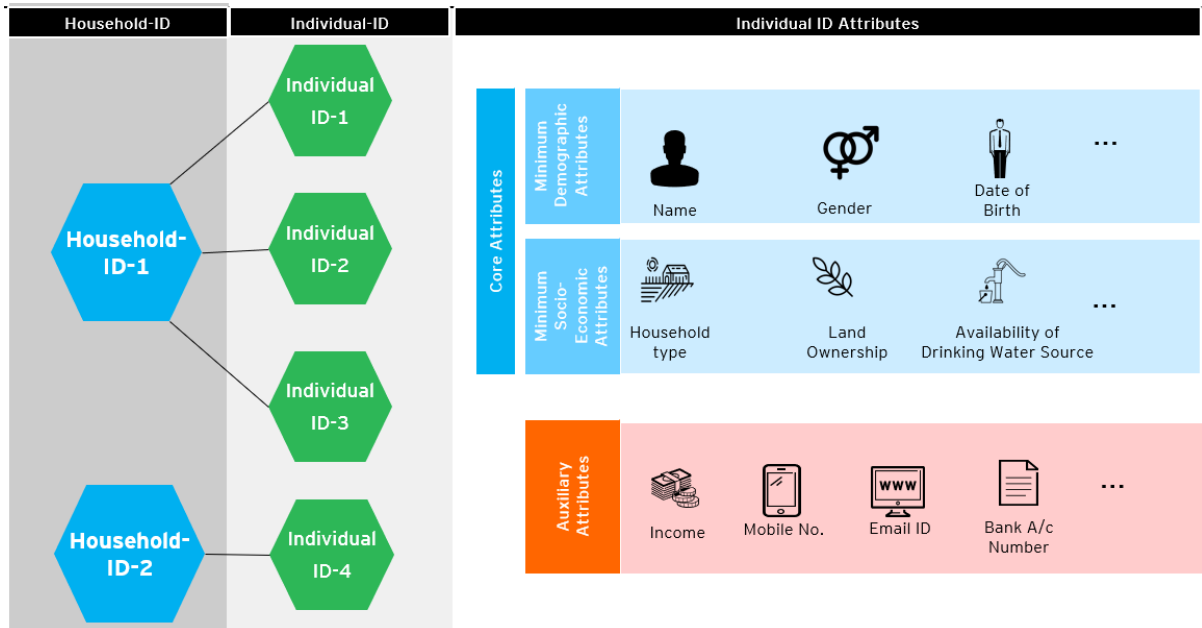 Household-ID
Individual-ID
Individual ID Attributes
Household-
ID-1
Household-
ID-2
Individual
ID-1
Individual
ID-2
Individual
ID-3
Individual
ID-4
Core Attributes
Minimum
Demographic
Attributes
Name
Gender
Date of
Birth
...
Minimum
Socio-
Economic
Attributes
Household
type
Land
Ownership
Availability of
Drinking Water Source
...
Auxiliary
Attributes
Income
Mobile No.
WWW
Email ID
Bank A/c
Number
...